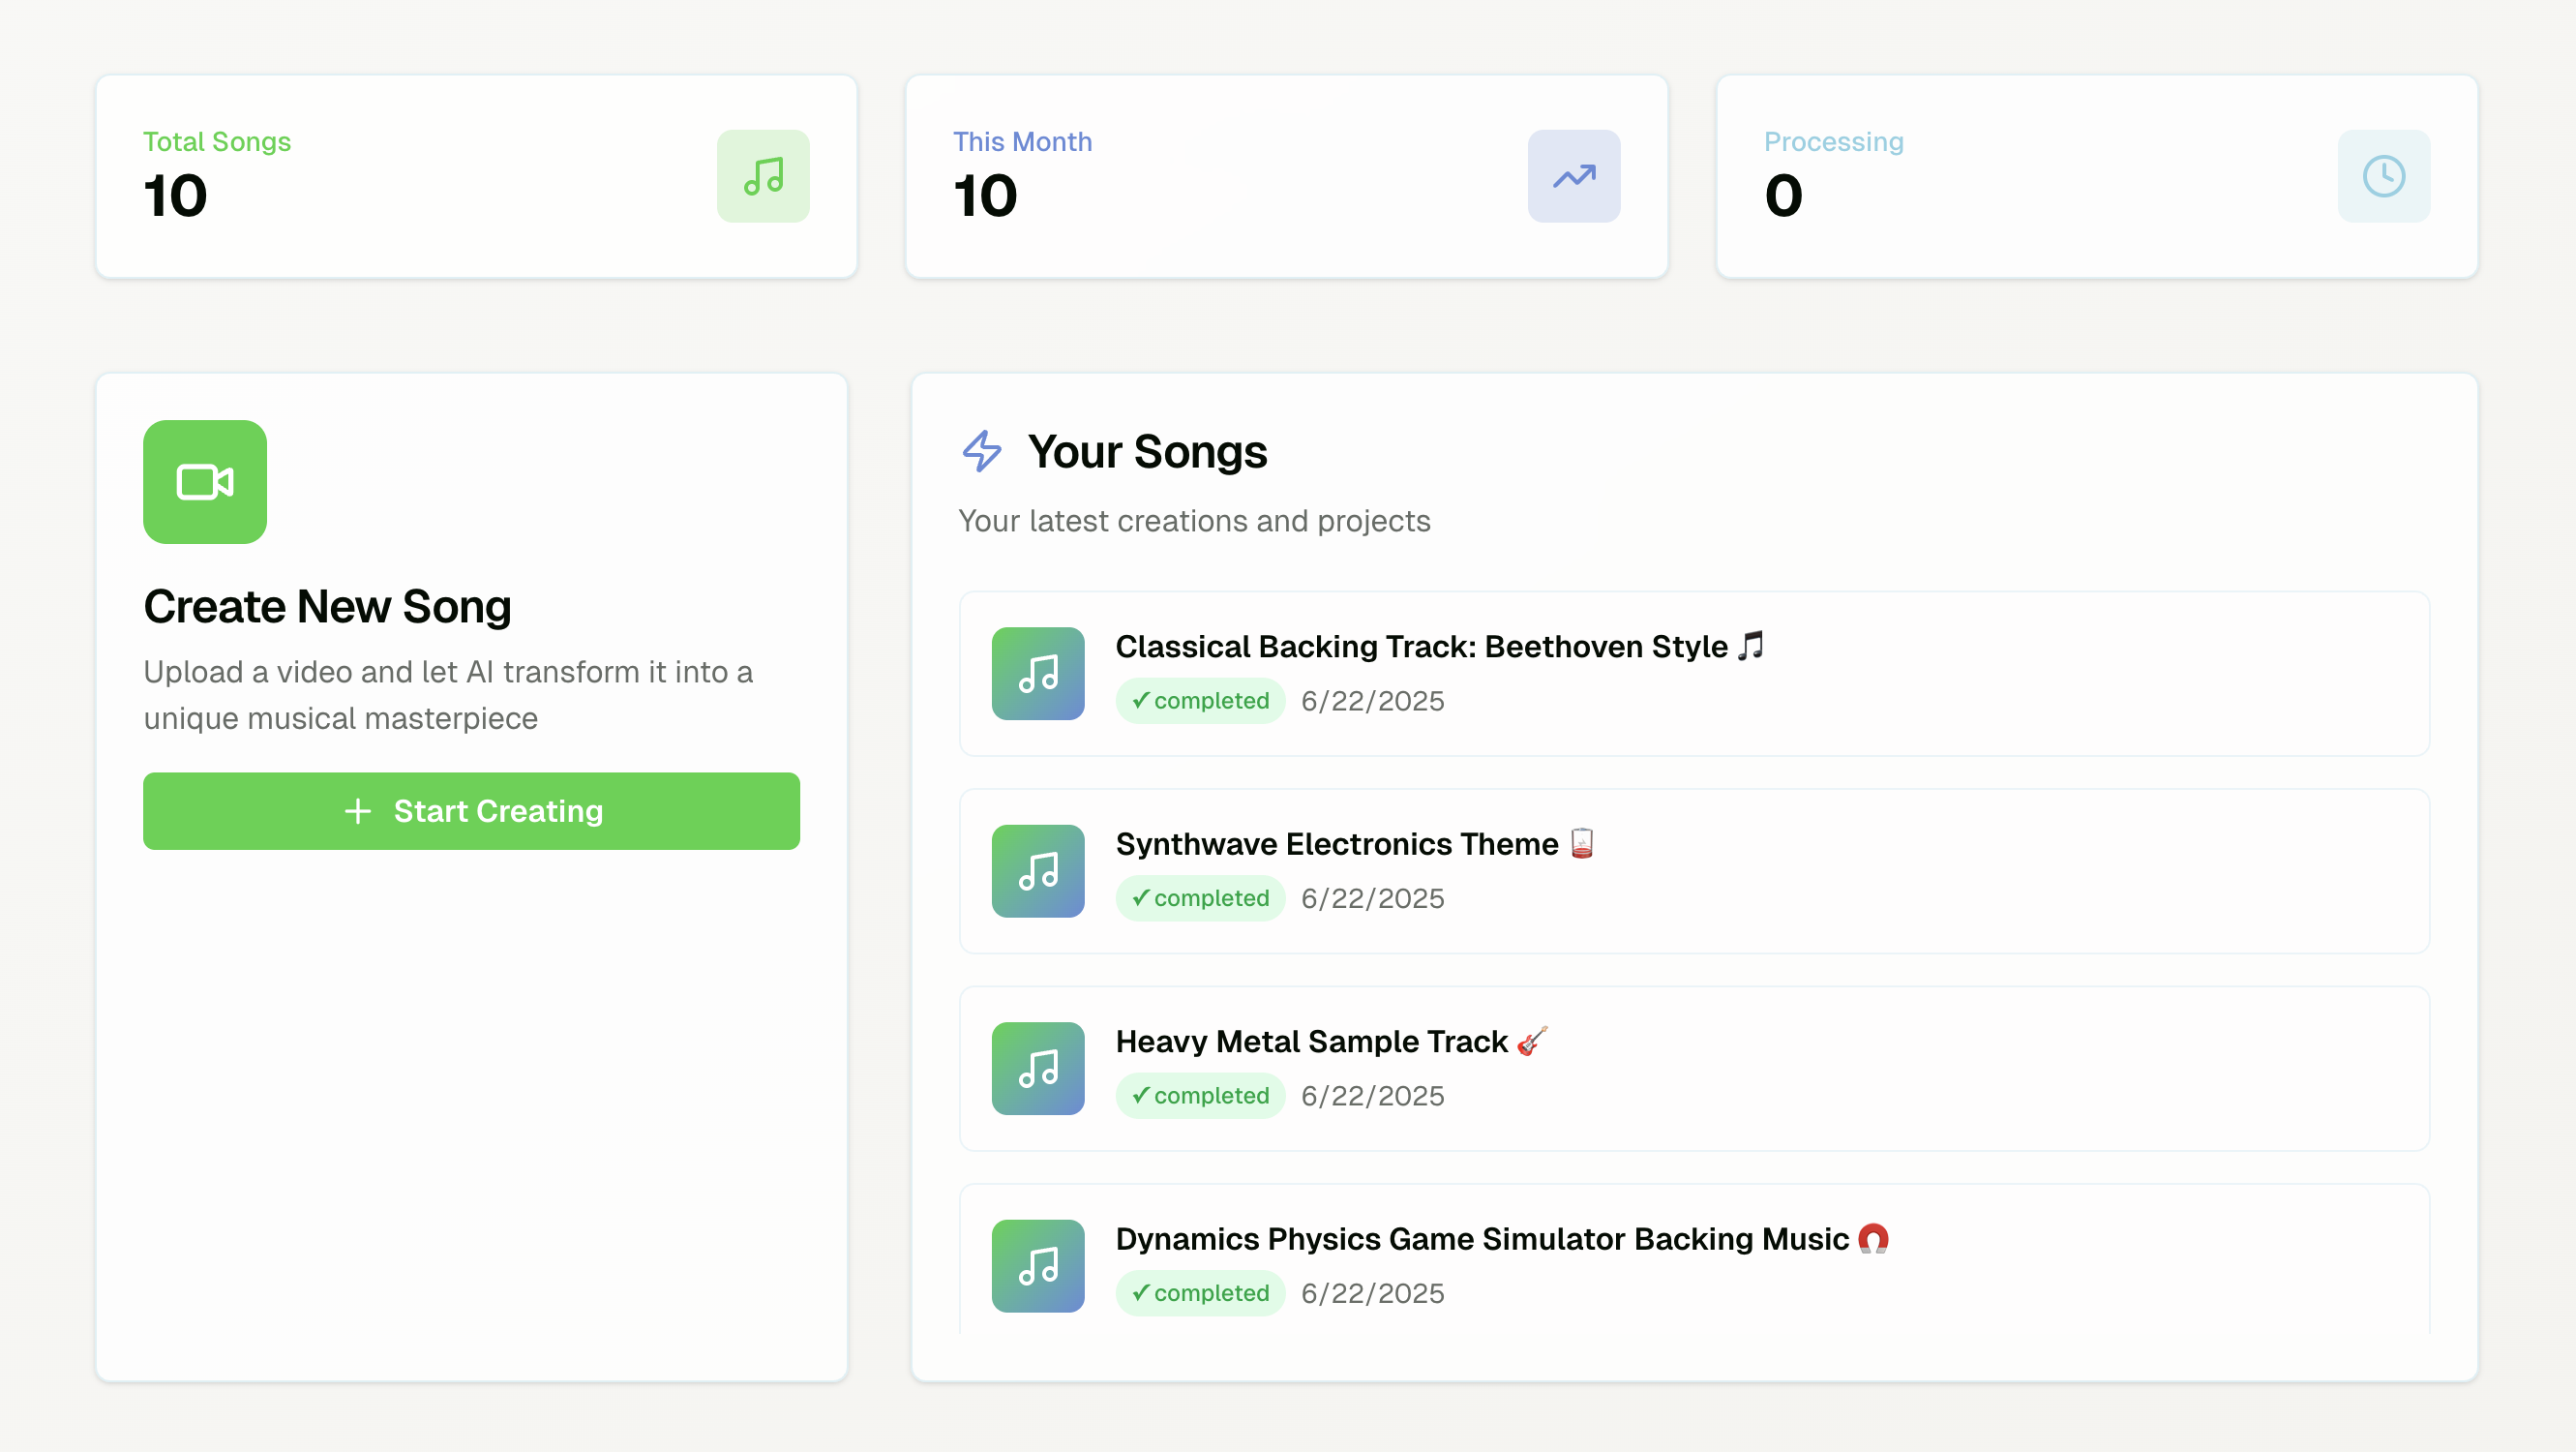 Total Songs
10
This Month
10
Processing
0
Create New Song
Upload a video and let AI transform it into a
unique musical masterpiece
+ Start Creating
Your Songs
Your latest creations and projects
Classical Backing Track: Beethoven Style 🎵
✓ completed 6/22/2025
Synthwave Electronics Theme 🥃
✓ completed 6/22/2025
Heavy Metal Sample Track 🎸
✓ completed 6/22/2025
Dynamics Physics Game Simulator Backing Music 🧲
✓ completed 6/22/2025